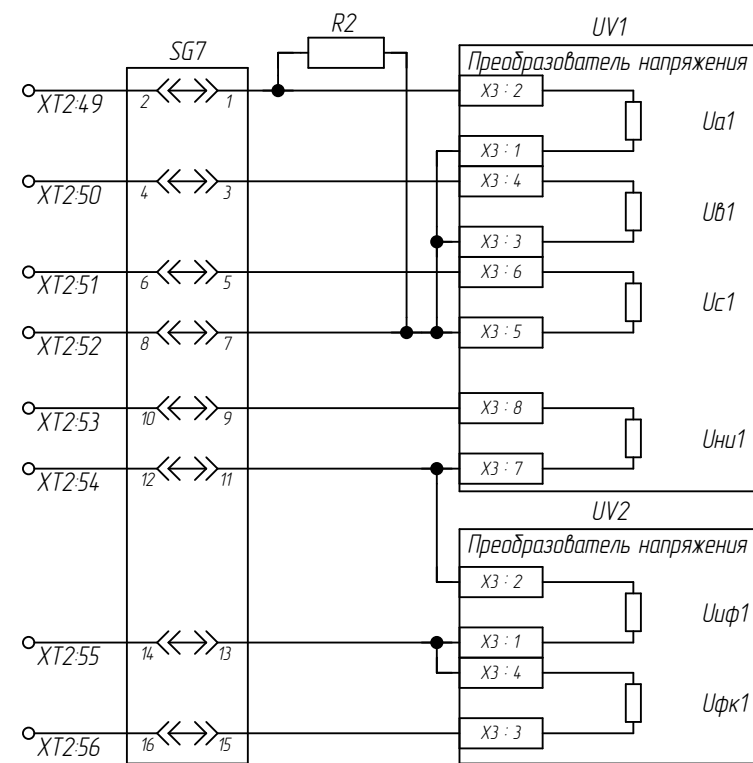 R2
UV1
SG7
Преобразователь напряжения
XT2:49
2
1
X3 : 2
Uа1
X3 : 1
XT2:50
4
3
X3 : 4
Uв1
X3 : 3
XT2:51
6
5
X3 : 6
Uс1
XT2:52
8
7
X3 : 5
XT2:53
10
9
X3 : 8
Uни1
XT2:54
12
11
X3 : 7
UV2
Преобразователь напряжения
X3 : 2
Uиф1
XT2:55
14
13
X3 : 1
X3 : 4
Uфк1
XT2:56
16
15
X3 : 3